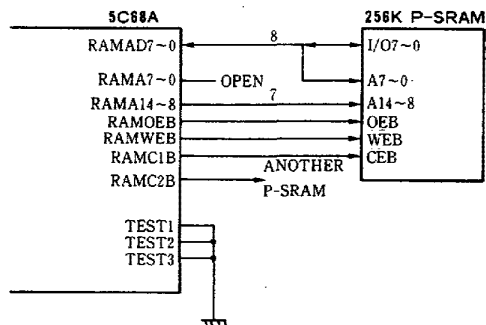 5C68A 256K P-SRAM
RAMAD7~0 8 I/O7~0
RAMA7~0 OPEN A7~0
RAMA14~8 7 A14~8
RAMOEB OEB
RAMWEB WEB
RAMC1B CEB
RAMC2B ANOTHER
P-SRAM
TEST1
TEST2
TEST3